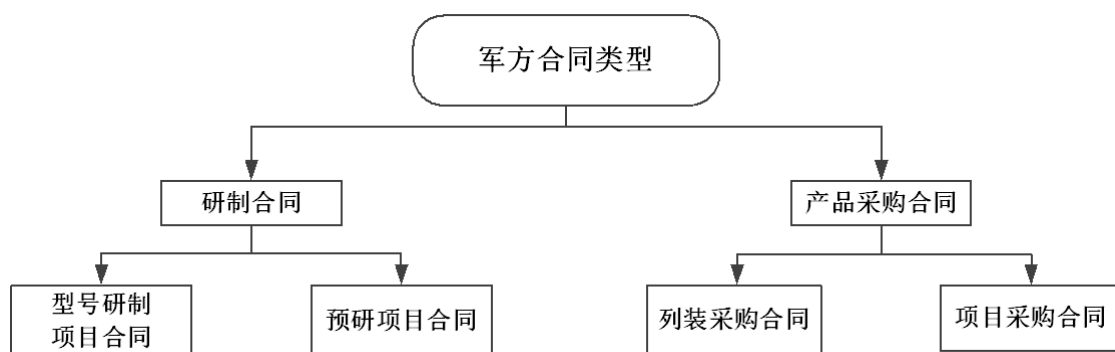 军方合同类型
研制合同
产品采购合同
型号研制
项目合同
预研项目合同
列装采购合同
项目采购合同